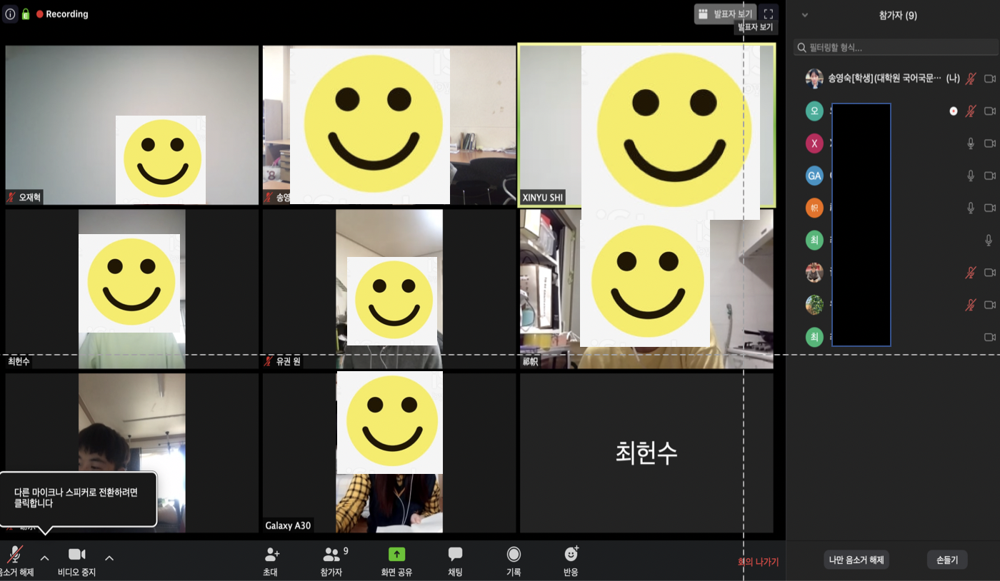 Recording
발표자 보기
발표자 보기
오재혁
송영
XINYU SHI
최헌수
유권 원
祁帜
Galaxy A30
최헌수
다른 마이크나 스피커로 전환하려면
클릭합니다
음소거 해제
비디오 중지
초대
9
참가자
화면 공유
채팅
기록
반응
회의 나가기
참가자 (9)
필터링할 형식...
송영숙[학생](대학원 국어국문… (나)
오
X
GA
帜
최
최
나만 음소거 해제
손들기